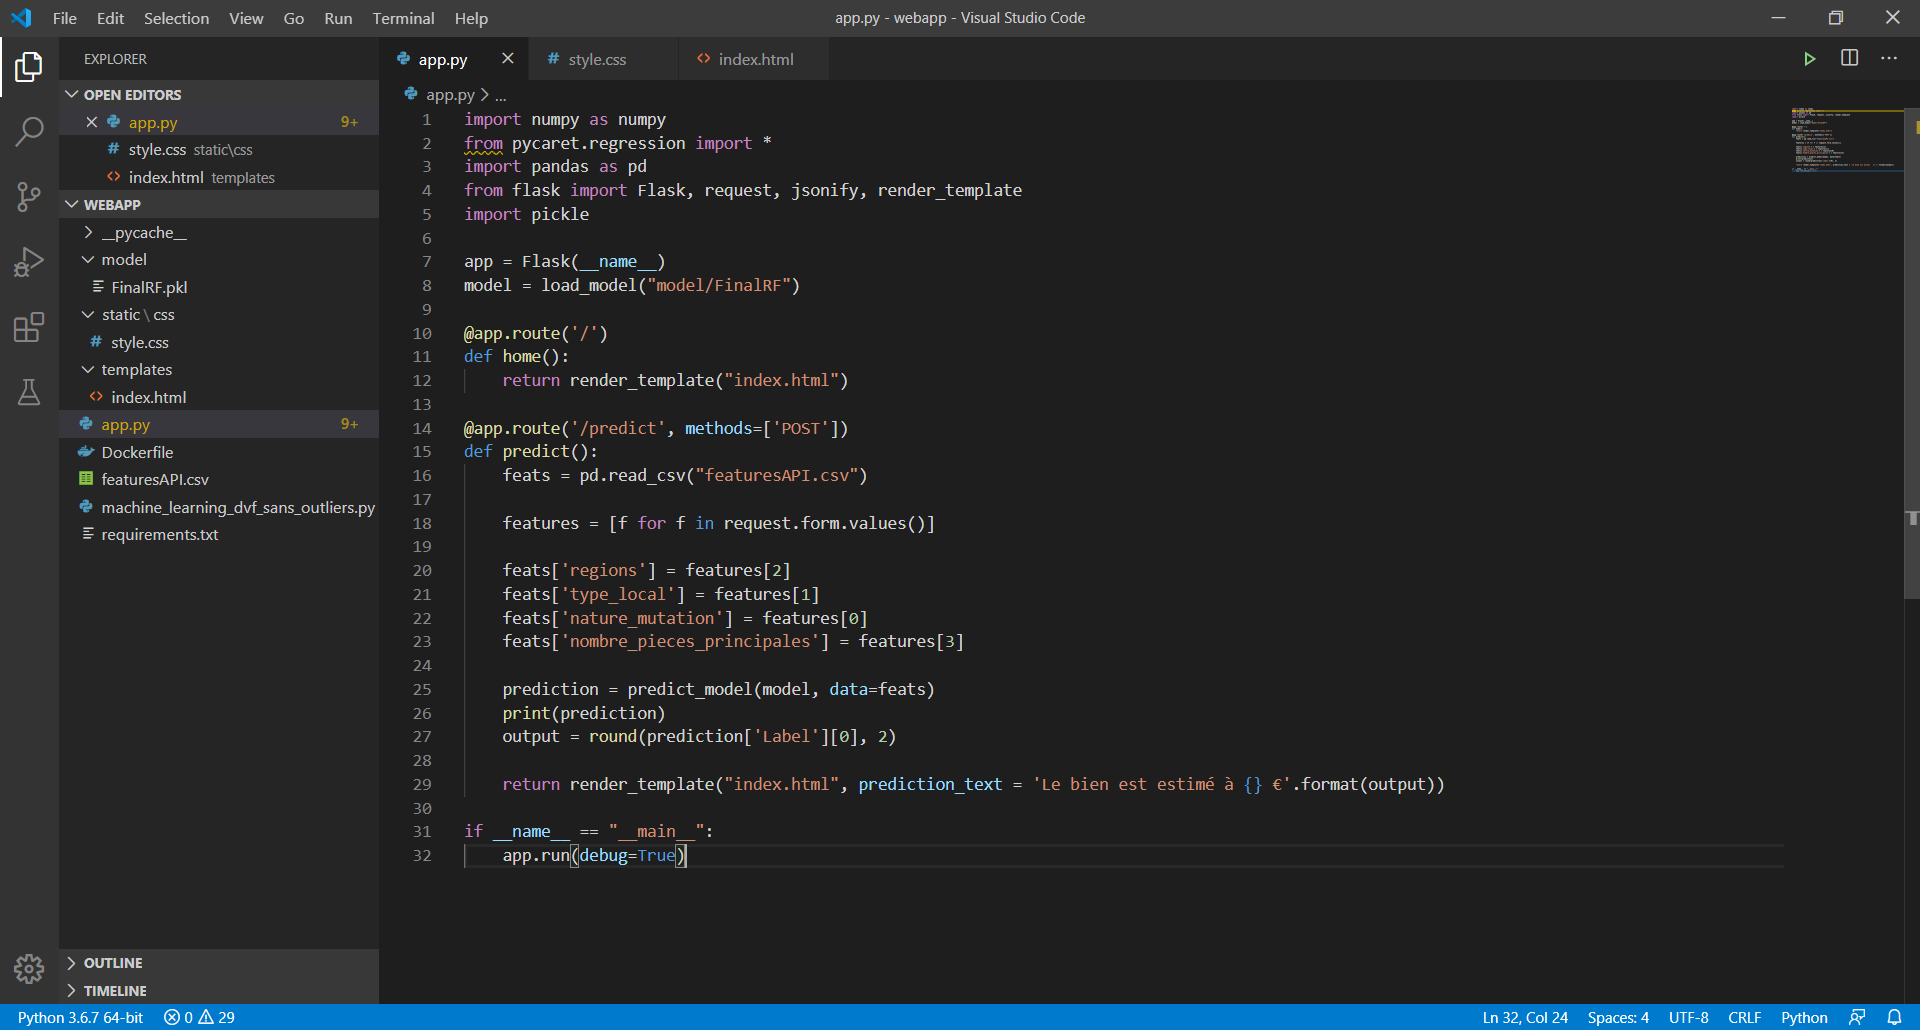 File Edit Selection View Go Run Terminal Help
app.py - webapp - Visual Studio Code
EXPLORER
OPEN EDITORS
app.py 9+
style.css static\css
index.html templates
WEBAPP
__pycache__
model
FinalRF.pkl
static \ css
style.css
templates
index.html
app.py 9+
Dockerfile
featuresAPI.csv
machine_learning_dvf_sans_outliers.py
requirements.txt
OUTLINE
TIMELINE
app.py style.css index.html
app.py > ...
1 import numpy as numpy
2 from pycaret.regression import *
3 import pandas as pd
4 from flask import Flask, request, jsonify, render_template
5 import pickle
6
7 app = Flask(__name__)
8 model = load_model("model/FinalRF")
9
10 @app.route('/')
11 def home():
12     return render_template("index.html")
13
14 @app.route('/predict', methods=['POST'])
15 def predict():
16     feats = pd.read_csv("featuresAPI.csv")
17
18     features = [f for f in request.form.values()]
19
20     feats['regions'] = features[2]
21     feats['type_local'] = features[1]
22     feats['nature_mutation'] = features[0]
23     feats['nombre_pieces_principales'] = features[3]
24
25     prediction = predict_model(model, data=feats)
26     print(prediction)
27     output = round(prediction['Label'][0], 2)
28
29     return render_template("index.html", prediction_text = 'Le bien est estimé à {} €'.format(output))
30
31 if __name__ == "__main__":
32     app.run(debug=True)
Python 3.6.7 64-bit 0 29 Ln 32, Col 24 Spaces: 4 UTF-8 CRLF Python